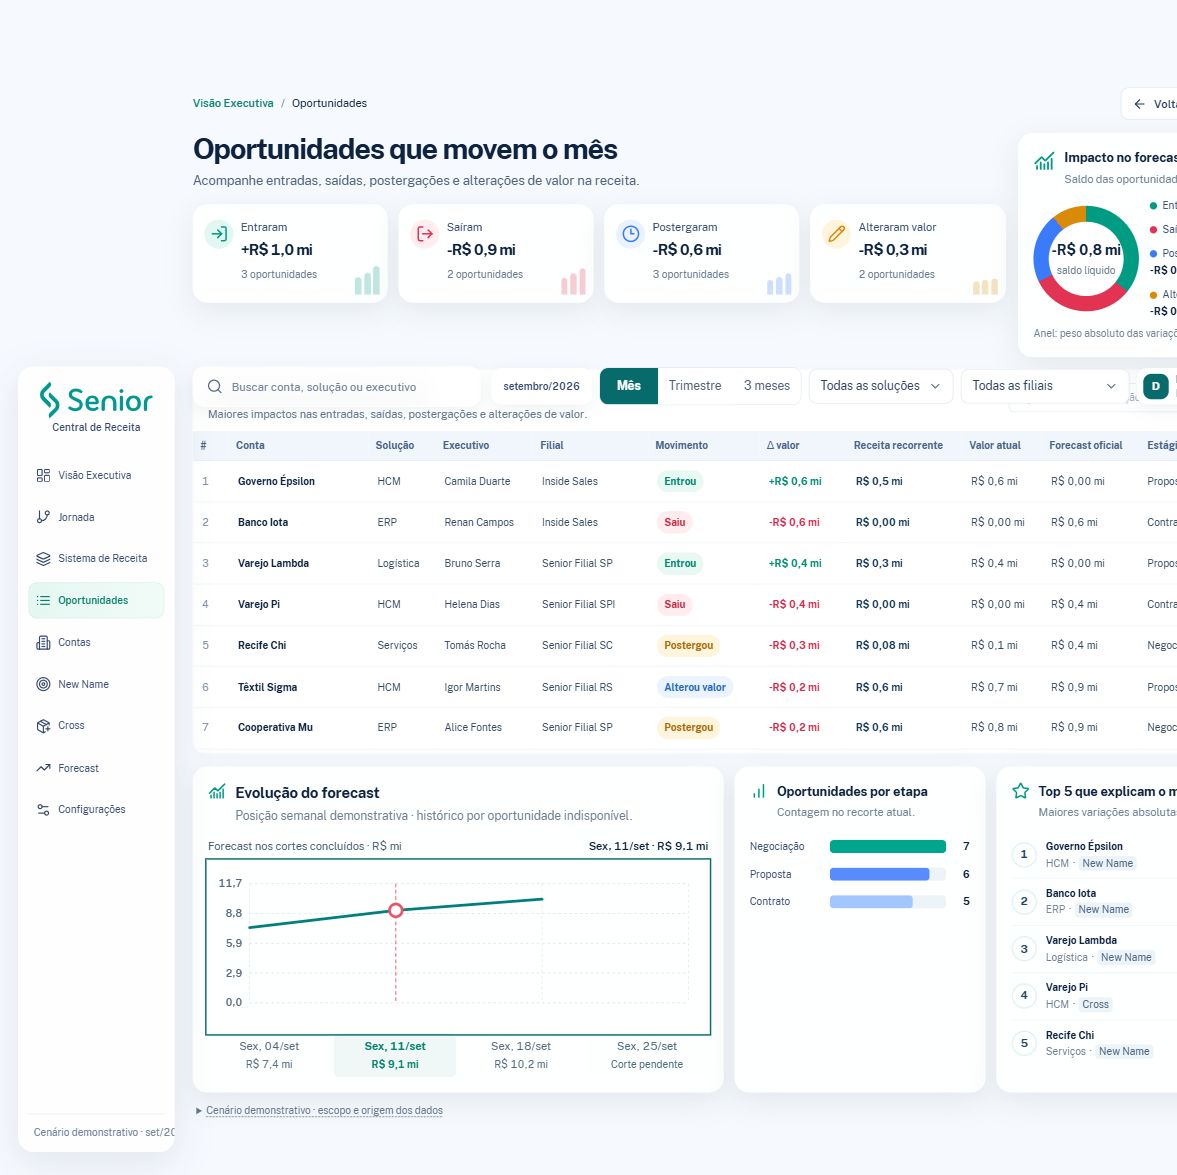 Visão Executiva / Oportunidades
Oportunidades que movem o mês
Acompanhe entradas, saídas, postergações e alterações de valor na receita.
Entraram
+R$ 1,0 mi
3 oportunidades
Saíram
-R$ 0,9 mi
2 oportunidades
Postergaram
-R$ 0,6 mi
3 oportunidades
Alteraram valor
-R$ 0,3 mi
2 oportunidades
Impacto no forecas
Saldo das oportunidad
-R$ 0,8 mi
saldo líquido
Ent
Saí
Pos
-R$ 0
Alte
-R$ 0
Anel: peso absoluto das variaçõ
Senior
Central de Receita
Visão Executiva
Jornada
Sistema de Receita
Oportunidades
Contas
New Name
Cross
Forecast
Configurações
Cenário demonstrativo · set/20
Buscar conta, solução ou executivo
setembro/2026
Mês Trimestre 3 meses
Todas as soluções
Todas as filiais
D
Maiores impactos nas entradas, saídas, postergações e alterações de valor.
# Conta Solução Executivo Filial Movimento Δ valor Receita recorrente Valor atual Forecast oficial Estági
1 Governo Épsilon HCM Camila Duarte Inside Sales Entrou +R$ 0,6 mi R$ 0,5 mi R$ 0,6 mi R$ 0,00 mi Propos
2 Banco Iota ERP Renan Campos Inside Sales Saiu -R$ 0,6 mi R$ 0,00 mi R$ 0,00 mi R$ 0,6 mi Contra
3 Varejo Lambda Logística Bruno Serra Senior Filial SP Entrou +R$ 0,4 mi R$ 0,3 mi R$ 0,4 mi R$ 0,00 mi Propos
4 Varejo Pi HCM Helena Dias Senior Filial SPI Saiu -R$ 0,4 mi R$ 0,00 mi R$ 0,00 mi R$ 0,4 mi Contra
5 Recife Chi Serviços Tomás Rocha Senior Filial SC Postergou -R$ 0,3 mi R$ 0,08 mi R$ 0,1 mi R$ 0,4 mi Negoc
6 Têxtil Sigma HCM Igor Martins Senior Filial RS Alterou valor -R$ 0,2 mi R$ 0,6 mi R$ 0,7 mi R$ 0,9 mi Propos
7 Cooperativa Mu ERP Alice Fontes Senior Filial SP Postergou -R$ 0,2 mi R$ 0,6 mi R$ 0,8 mi R$ 0,9 mi Negoc
Evolução do forecast
Posição semanal demonstrativa · histórico por oportunidade indisponível.
Forecast nos cortes concluídos · R$ mi
Sex, 11/set · R$ 9,1 mi
11,7
8,8
5,9
2,9
0,0
Sex, 04/set
R$ 7,4 mi
Sex, 11/set
R$ 9,1 mi
Sex, 18/set
R$ 10,2 mi
Sex, 25/set
Corte pendente
Oportunidades por etapa
Contagem no recorte atual.
Negociação 7
Proposta 6
Contrato 5
Top 5 que explicam o m
Maiores variações absoluta
1 Governo Épsilon
HCM · New Name
2 Banco Iota
ERP · New Name
3 Varejo Lambda
Logística · New Name
4 Varejo Pi
HCM · Cross
5 Recife Chi
Serviços · New Name
Cenário demonstrativo · escopo e origem dos dados